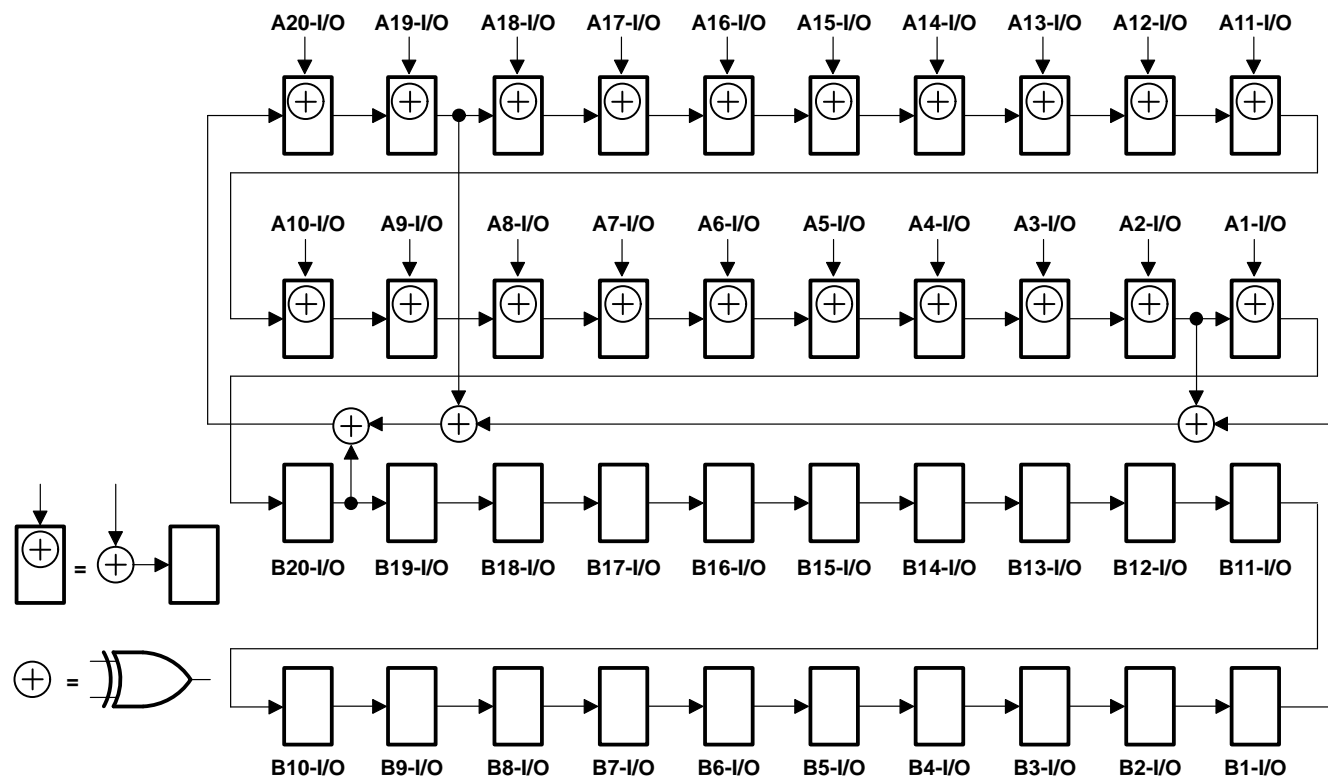 A20-I/O A19-I/O A18-I/O A17-I/O A16-I/O A15-I/O A14-I/O A13-I/O A12-I/O A11-I/O
A10-I/O A9-I/O A8-I/O A7-I/O A6-I/O A5-I/O A4-I/O A3-I/O A2-I/O A1-I/O
=
B20-I/O B19-I/O B18-I/O B17-I/O B16-I/O B15-I/O B14-I/O B13-I/O B12-I/O B11-I/O
=
B10-I/O B9-I/O B8-I/O B7-I/O B6-I/O B5-I/O B4-I/O B3-I/O B2-I/O B1-I/O